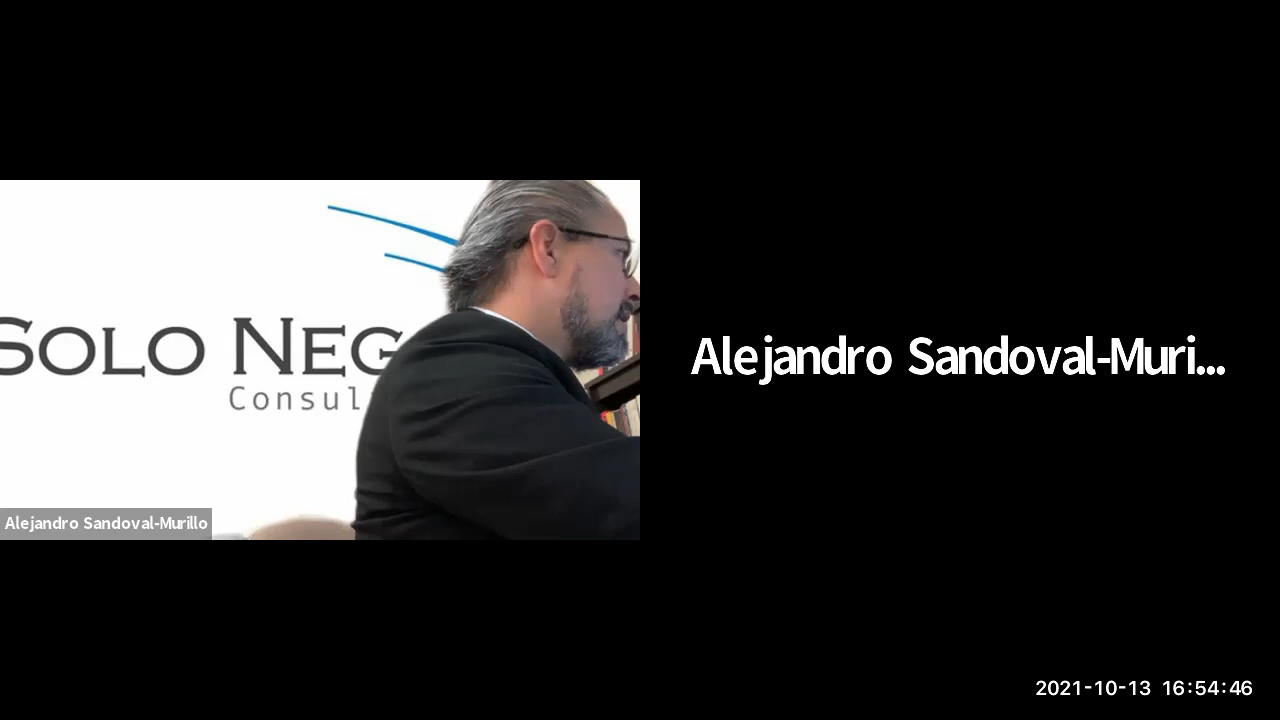 SOLO NEG
Consul
Alejandro Sandoval-Murillo
Alejandro Sandoval-Muri...
2021-10-13 16:54:46